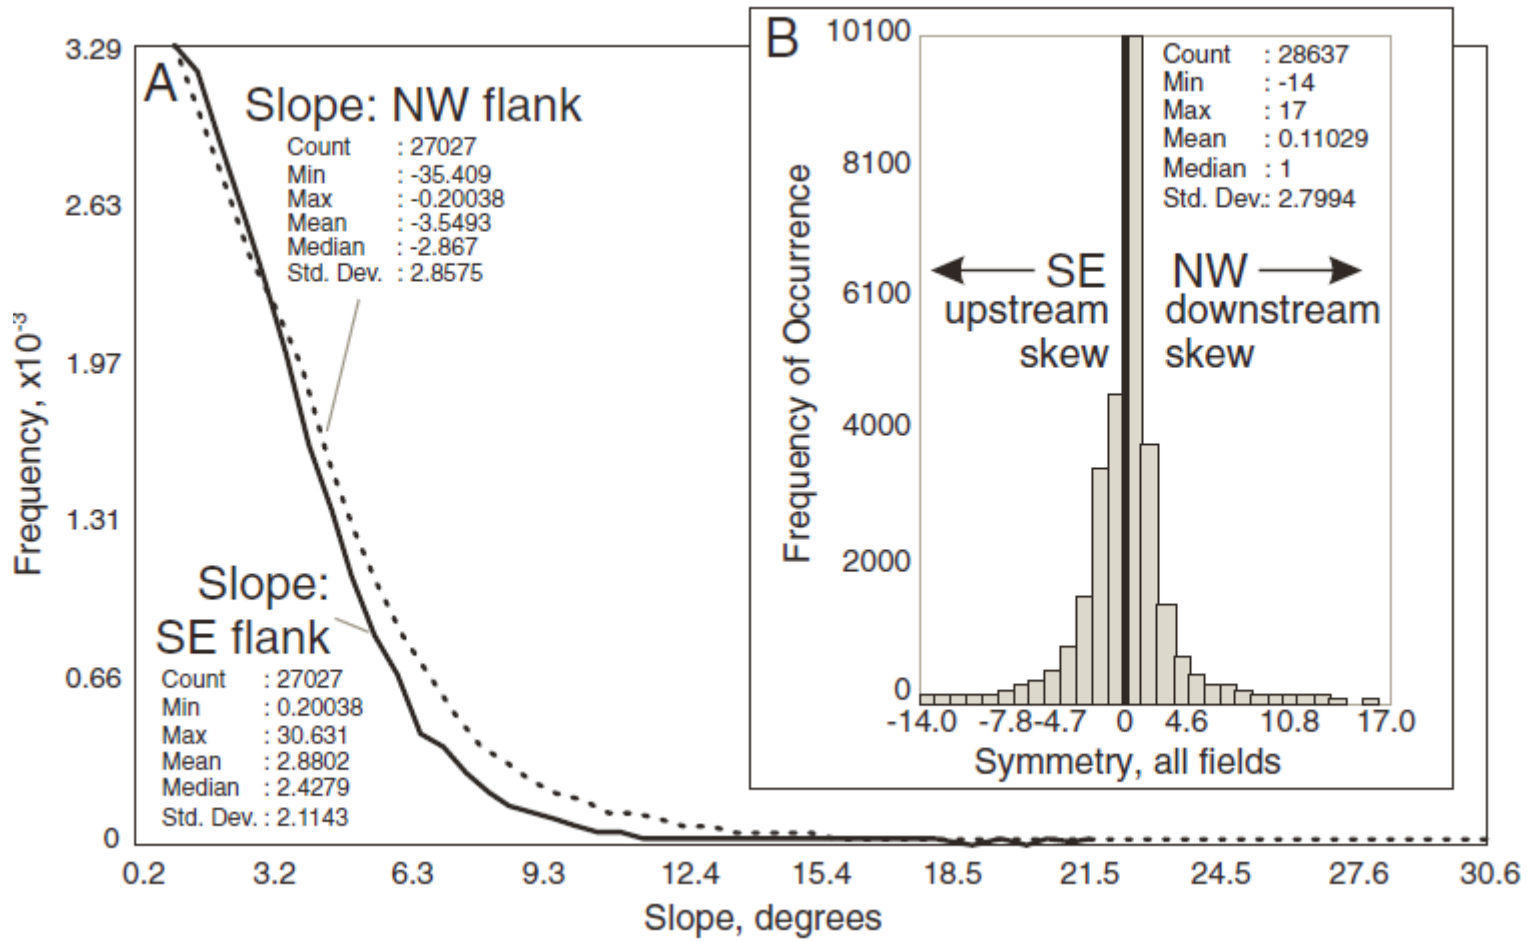 A
Slope: NW flank
Count : 27027
Min : -35.409
Max : -0.20038
Mean : -3.5493
Median : -2.867
Std. Dev. : 2.8575
Slope:
SE flank
Count : 27027
Min : 0.20038
Max : 30.631
Mean : 2.8802
Median : 2.4279
Std. Dev. : 2.1143
Frequency, x10-3
3.29
2.63
1.97
1.31
0.66
0
0.2 3.2 6.3 9.3 12.4 15.4 18.5 21.5 24.5 27.6 30.6
Slope, degrees
B
Count : 28637
Min : -14
Max : 17
Mean : 0.11029
Median : 1
Std. Dev.: 2.7994
SE
upstream
skew
NW
downstream
skew
Frequency of Occurrence
10100
8100
6100
4000
2000
0
-14.0 -7.8 -4.7 0 4.6 10.8 17.0
Symmetry, all fields